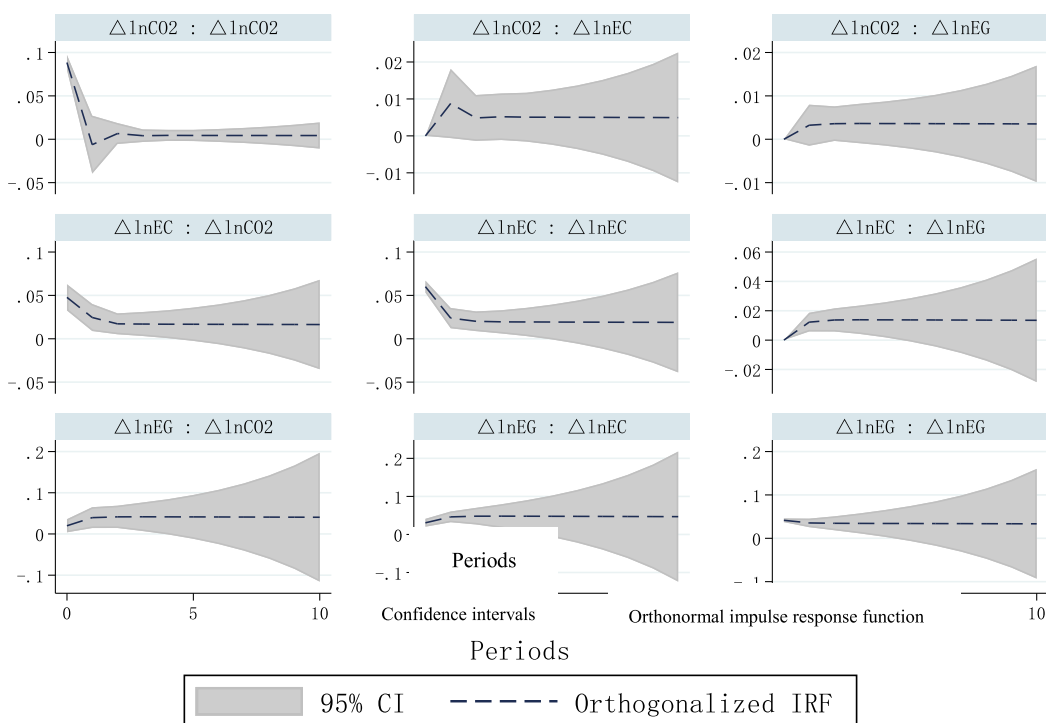 △lnCO2 : △lnCO2
△lnCO2 : △lnEC
△lnCO2 : △lnEG
.1
.05
0
-.05
.02
.01
0
-.01
.02
.01
0
-.01
△lnEC : △lnCO2
△lnEC : △lnEC
△lnEC : △lnEG
.1
.05
0
-.05
.1
.05
0
-.05
.06
.04
.02
0
-.02
△lnEG : △lnCO2
△lnEG : △lnEC
△lnEG : △lnEG
.2
.1
0
-.1
.2
.1
0
-.1
.2
.1
0
-.1
0
5
10
10
Periods
Confidence intervals
Orthonormal impulse response function
Periods
95% CI
Orthogonalized IRF